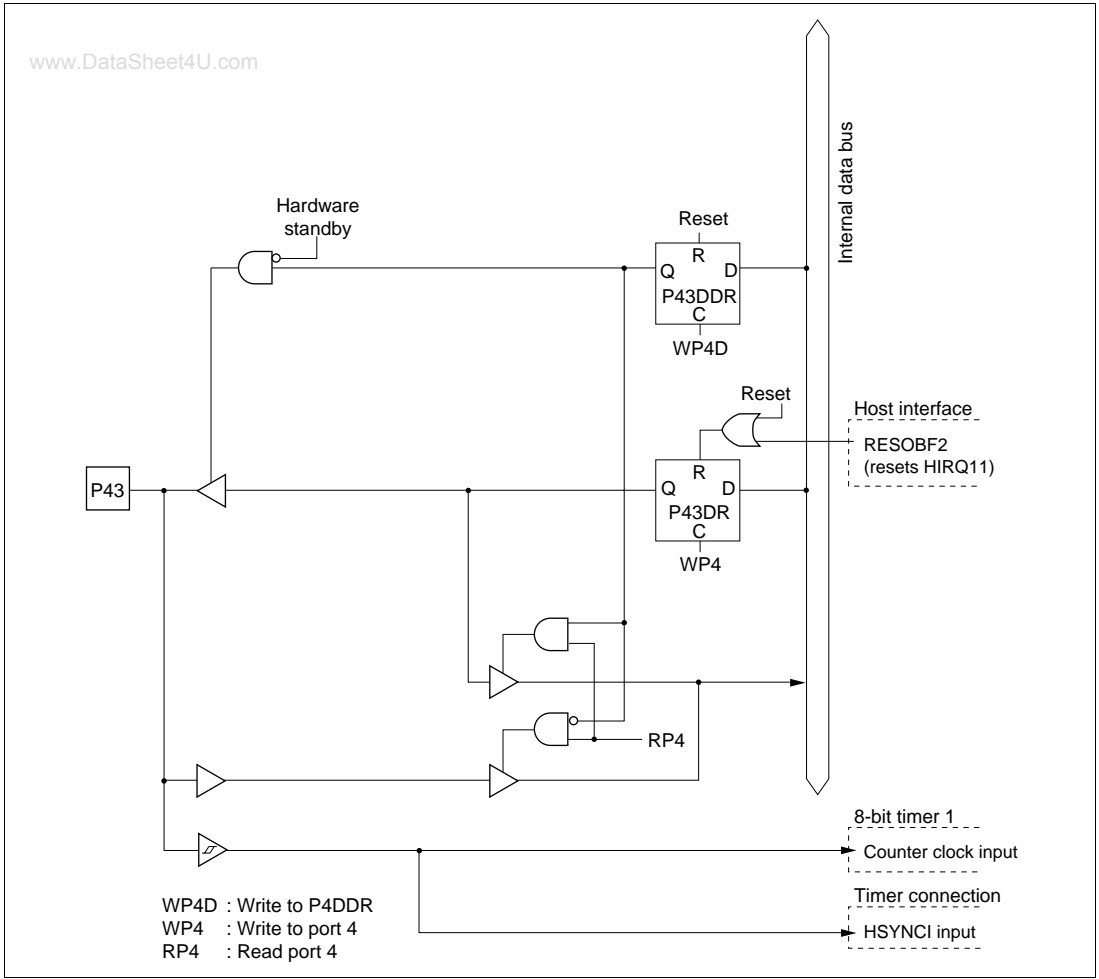 www.DataSheet4U.com
Internal data bus
Hardware
standby
Reset
R
Q D
P43DDR
C
WP4D
Reset
Host interface
RESOBF2
(resets HIRQ11)
R
P43
Q D
P43DR
C
WP4
RP4
8-bit timer 1
Counter clock input
Timer connection
HSYNCI input
WP4D : Write to P4DDR
WP4 : Write to port 4
RP4 : Read port 4